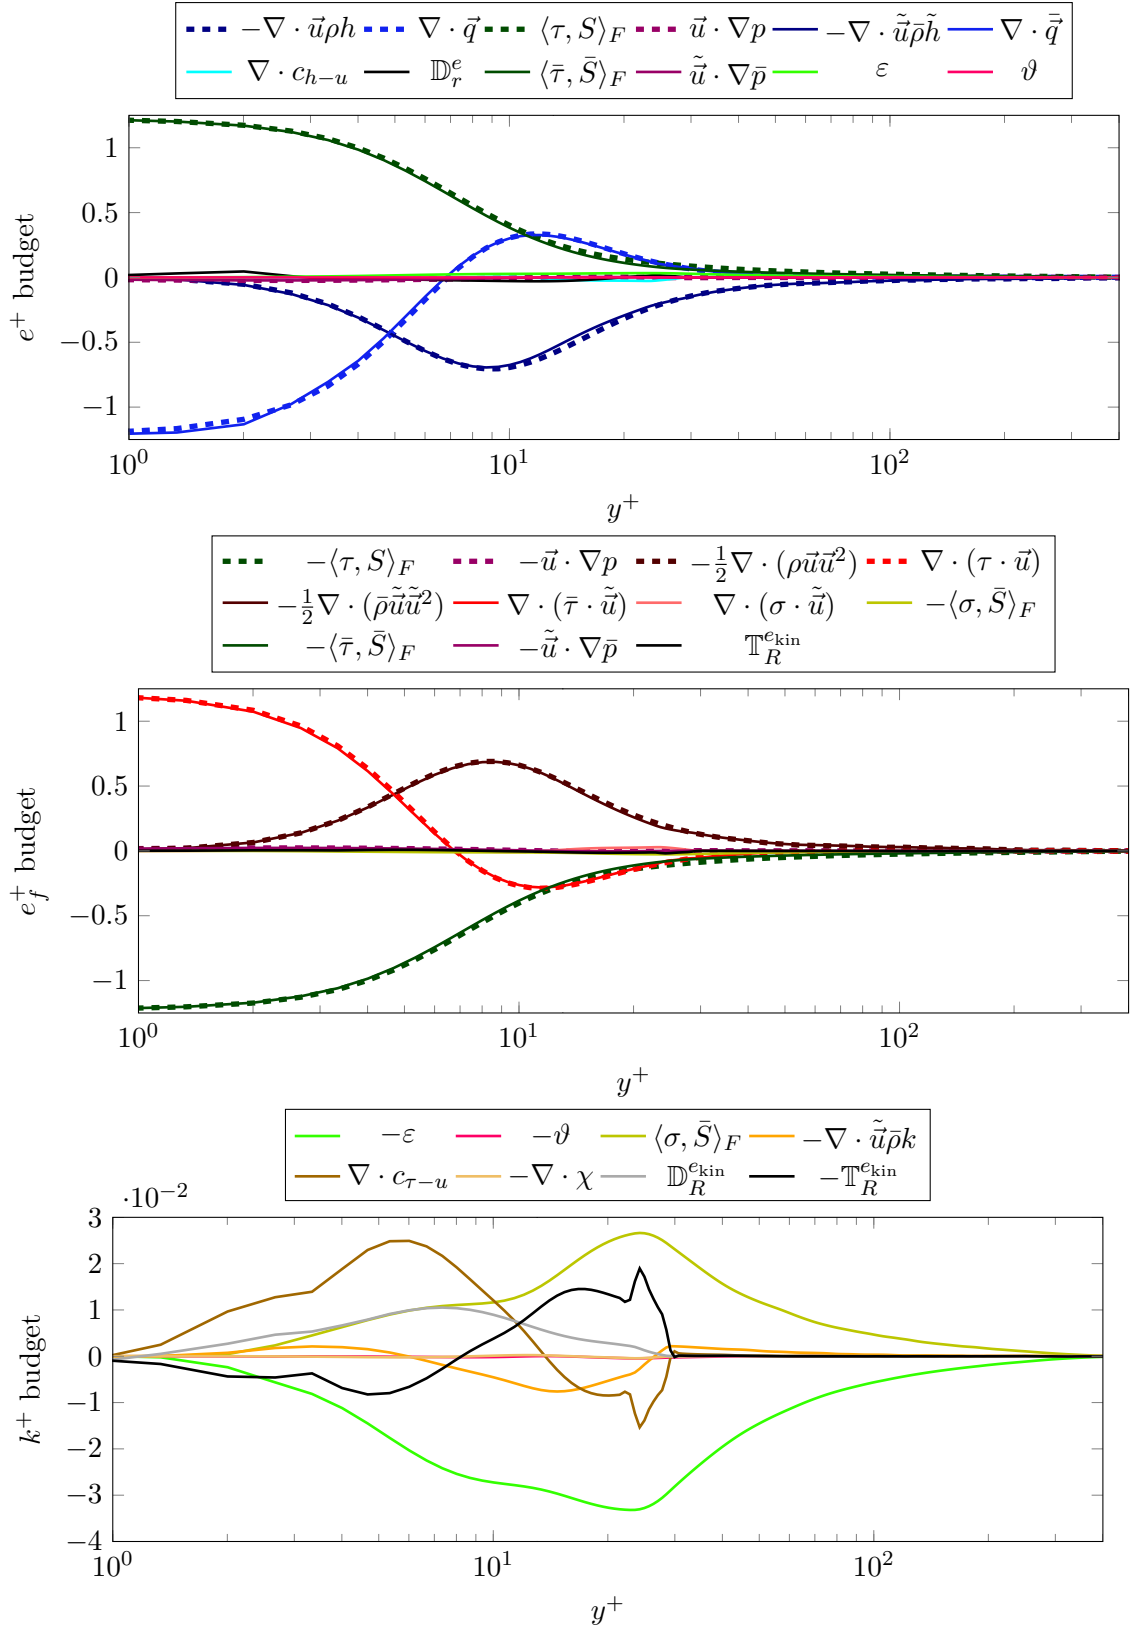 −∇ · u⃗ρh ∇ · q⃗ ⟨τ, S⟩_F u⃗ · ∇p −∇ · ũ⃗ρ̄h̃ ∇ · q̄⃗
∇ · c_{h−u} 𝔻_r^e ⟨τ̄, S̄⟩_F ũ⃗ · ∇p̄ ε ϑ
1
0.5
0
−0.5
−1
e⁺ budget
10⁰ 10¹ 10²
y⁺
−⟨τ, S⟩_F −u⃗ · ∇p −½∇ · (ρu⃗u⃗²) ∇ · (τ · u⃗)
−½∇ · (ρ̄ũ⃗ũ⃗²) ∇ · (τ̄ · ũ⃗) ∇ · (σ · ũ⃗) −⟨σ, S̄⟩_F
−⟨τ̄, S̄⟩_F −ũ⃗ · ∇p̄ 𝕋_R^{e_kin}
1
0.5
0
−0.5
−1
e_f⁺ budget
10⁰ 10¹ 10²
y⁺
−ε −ϑ ⟨σ, S̄⟩_F −∇ · ũ⃗ρ̄k
∇ · c_{τ−u} −∇ · χ 𝔻_R^{e_kin} −𝕋_R^{e_kin}
·10⁻²
3
2
1
0
−1
−2
−3
−4
k⁺ budget
10⁰ 10¹ 10²
y⁺